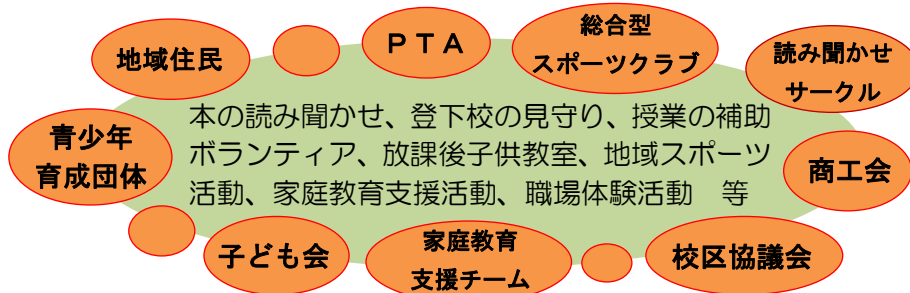 地域住民
ＰＴＡ
総合型
スポーツクラブ
読み聞かせ
サークル
青少年
育成団体
本の読み聞かせ、登下校の見守り、授業の補助
ボランティア、放課後子供教室、地域スポーツ
活動、家庭教育支援活動、職場体験活動　等
商工会
子ども会
家庭教育
支援チーム
校区協議会